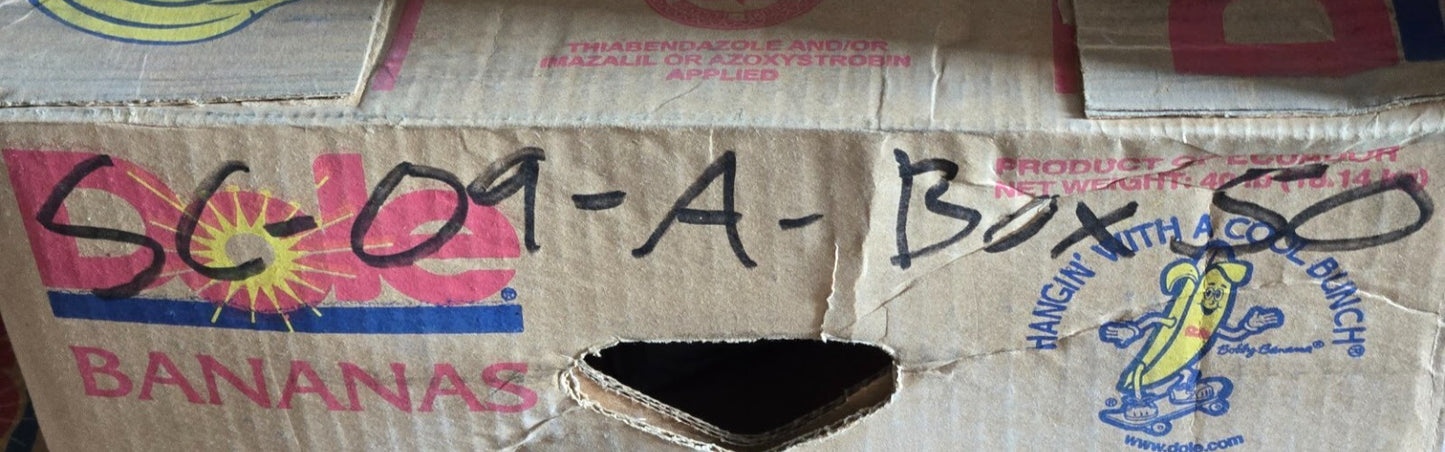 THIABENDAZOLE AND/OR
IMAZALIL OR AZOXYSTROBIN
APPLIED
SC-09-A-Box 50
Dole®
BANANAS
PRODUCT OF ECUADOR
NET WEIGHT: 40 lb (18.14 kg)
HANGIN' WITH A COOL BUNCH®
Bobby Banana®
www.dole.com